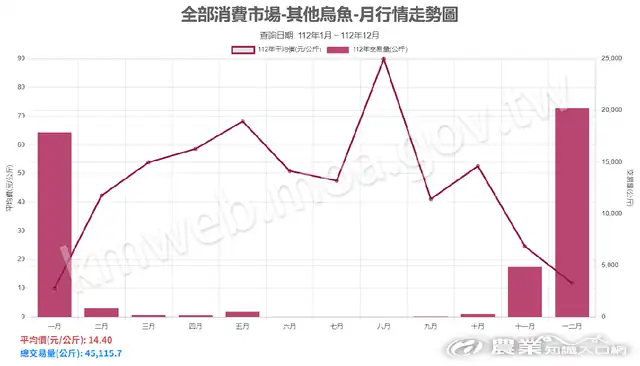 全部消費市場-其他烏魚-月行情走勢圖
查詢日期: 112年1月 ~ 112年12月
112年平均價(元/公斤) 112年交易量(公斤)
平均價(元/公斤)
93
83
73
63
53
43
33
23
13
3
25,000
20,000
15,000
10,000
5,000
0
交易量(公斤)
一月 二月 三月 四月 五月 六月 七月 八月 九月 十月 十一月 十二月
kmweb.moa.gov.tw
平均價(元/公斤): 14.40
總交易量(公斤): 45,115.7
農業知識入口網